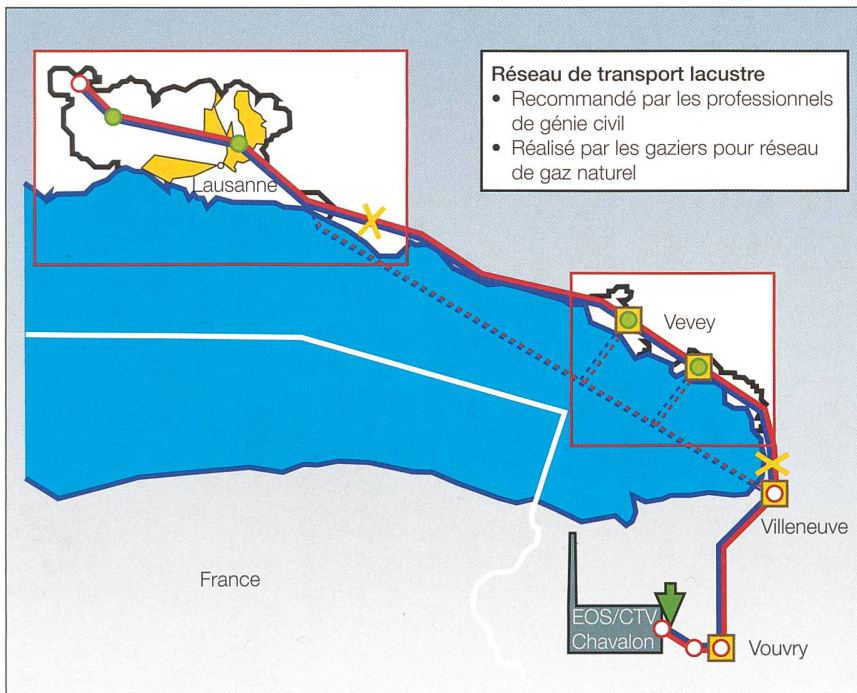 Réseau de transport lacustre
• Recommandé par les professionnels
de génie civil
• Réalisé par les gaziers pour réseau
de gaz naturel
Lausanne
Vevey
Villeneuve
France
EOS/CTV
Chavalon
Vouvry